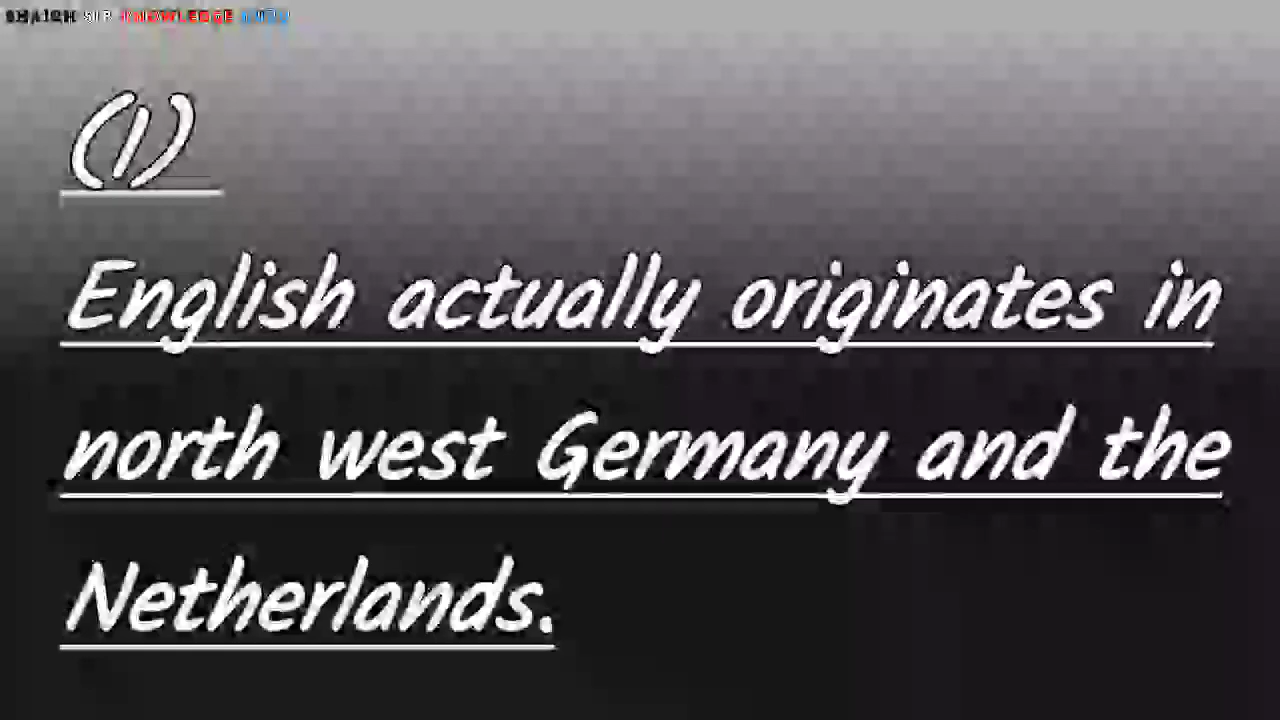 (1)
English actually originates in
north west Germany and the
Netherlands.